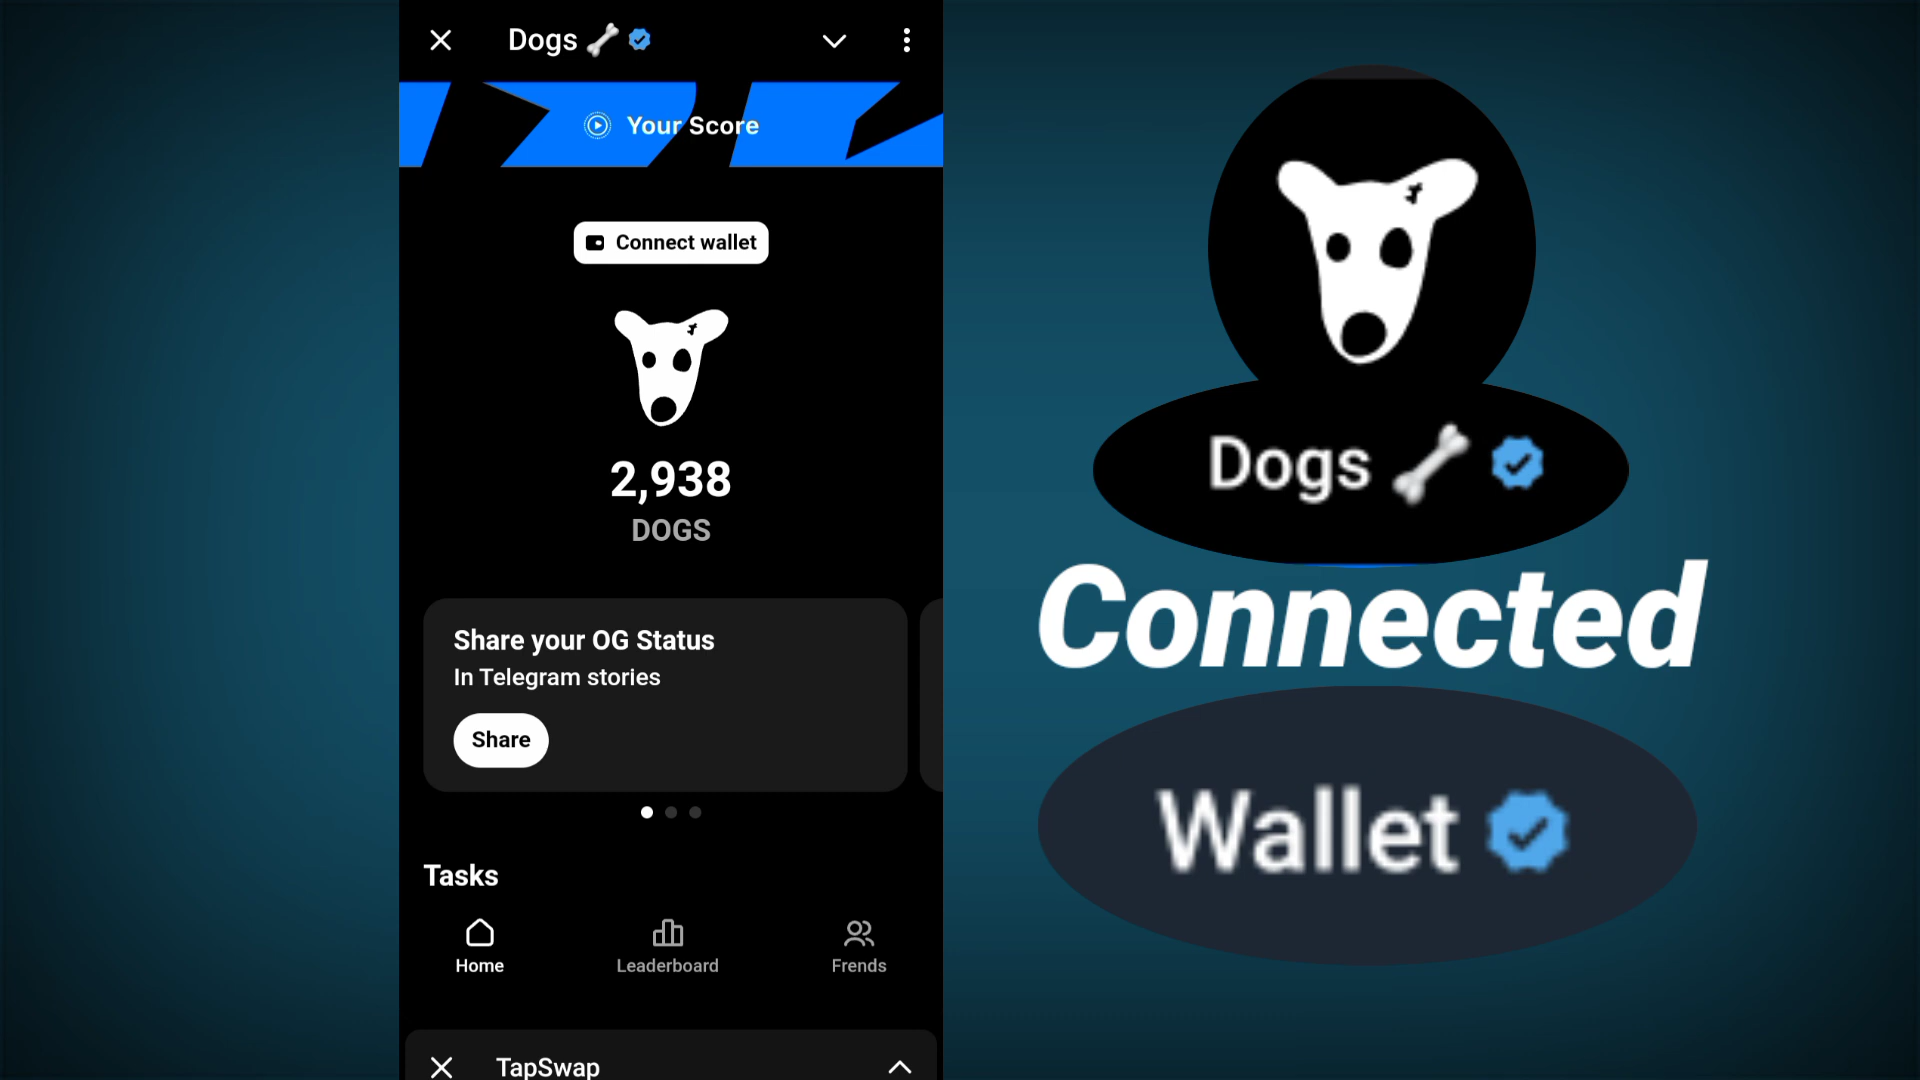 Dogs
Your Score
Connect wallet
2,938
DOGS
Share your OG Status
In Telegram stories
Share
Tasks
Home
Leaderboard
Frends
TapSwap
Dogs
Connected
Wallet